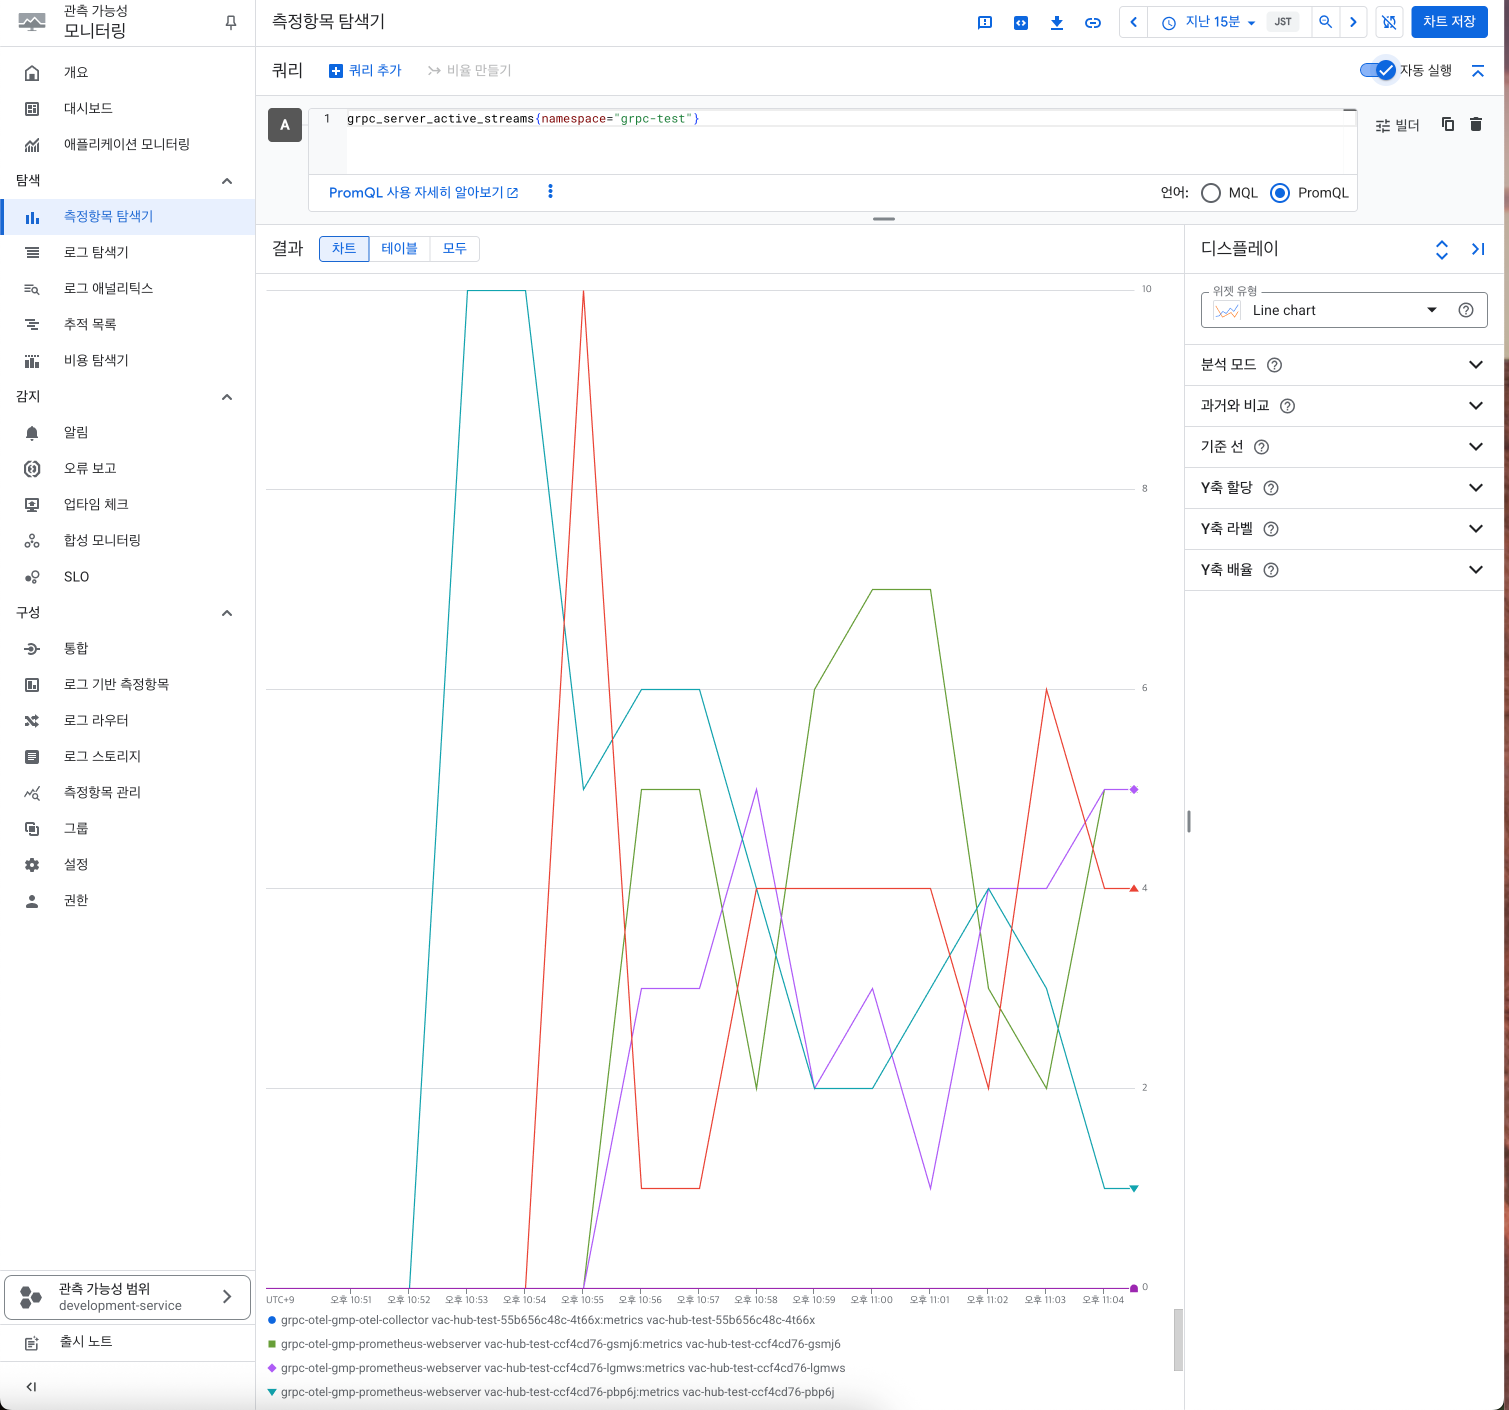 관측 가능성
모니터링
측정항목 탐색기
지난 15분
JST
차트 저장
개요
대시보드
애플리케이션 모니터링
탐색
측정항목 탐색기
로그 탐색기
로그 애널리틱스
추적 목록
비용 탐색기
감지
알림
오류 보고
업타임 체크
합성 모니터링
SLO
구성
통합
로그 기반 측정항목
로그 라우터
로그 스토리지
측정항목 관리
그룹
설정
권한
관측 가능성 범위
development-service
출시 노트
쿼리
쿼리 추가
비율 만들기
자동 실행
A
1
grpc_server_active_streams{namespace="grpc-test"}
빌더
PromQL 사용 자세히 알아보기
언어:
MQL
PromQL
결과
차트
테이블
모두
10
8
6
4
2
0
UTC+9
오후 10:51
오후 10:52
오후 10:53
오후 10:54
오후 10:55
오후 10:56
오후 10:57
오후 10:58
오후 10:59
오후 11:00
오후 11:01
오후 11:02
오후 11:03
오후 11:04
grpc-otel-gmp-otel-collector vac-hub-test-55b656c48c-4t66x:metrics vac-hub-test-55b656c48c-4t66x
grpc-otel-gmp-prometheus-webserver vac-hub-test-ccf4cd76-gsmj6:metrics vac-hub-test-ccf4cd76-gsmj6
grpc-otel-gmp-prometheus-webserver vac-hub-test-ccf4cd76-lgmws:metrics vac-hub-test-ccf4cd76-lgmws
grpc-otel-gmp-prometheus-webserver vac-hub-test-ccf4cd76-pbp6j:metrics vac-hub-test-ccf4cd76-pbp6j
디스플레이
위젯 유형
Line chart
분석 모드
과거와 비교
기준 선
Y축 할당
Y축 라벨
Y축 배율